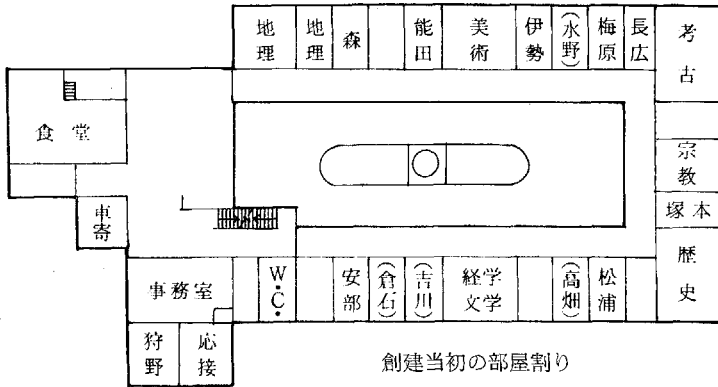 地理
地理
森
能田
美術
伊勢
(水野)
梅原
長広
考古
食堂
宗教
塚本
車寄
歴史
事務室
W.C.
安部
(倉石)
(吉川)
経学
文学
(高畑)
松浦
狩野
応接
創建当初の部屋割り